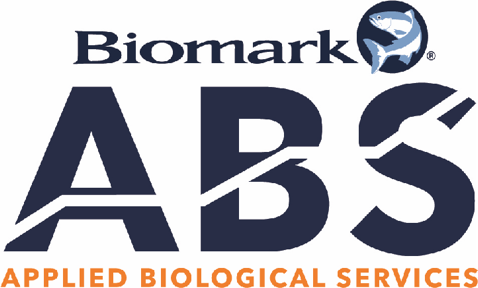 Biomark®
ABS
APPLIED BIOLOGICAL SERVICES